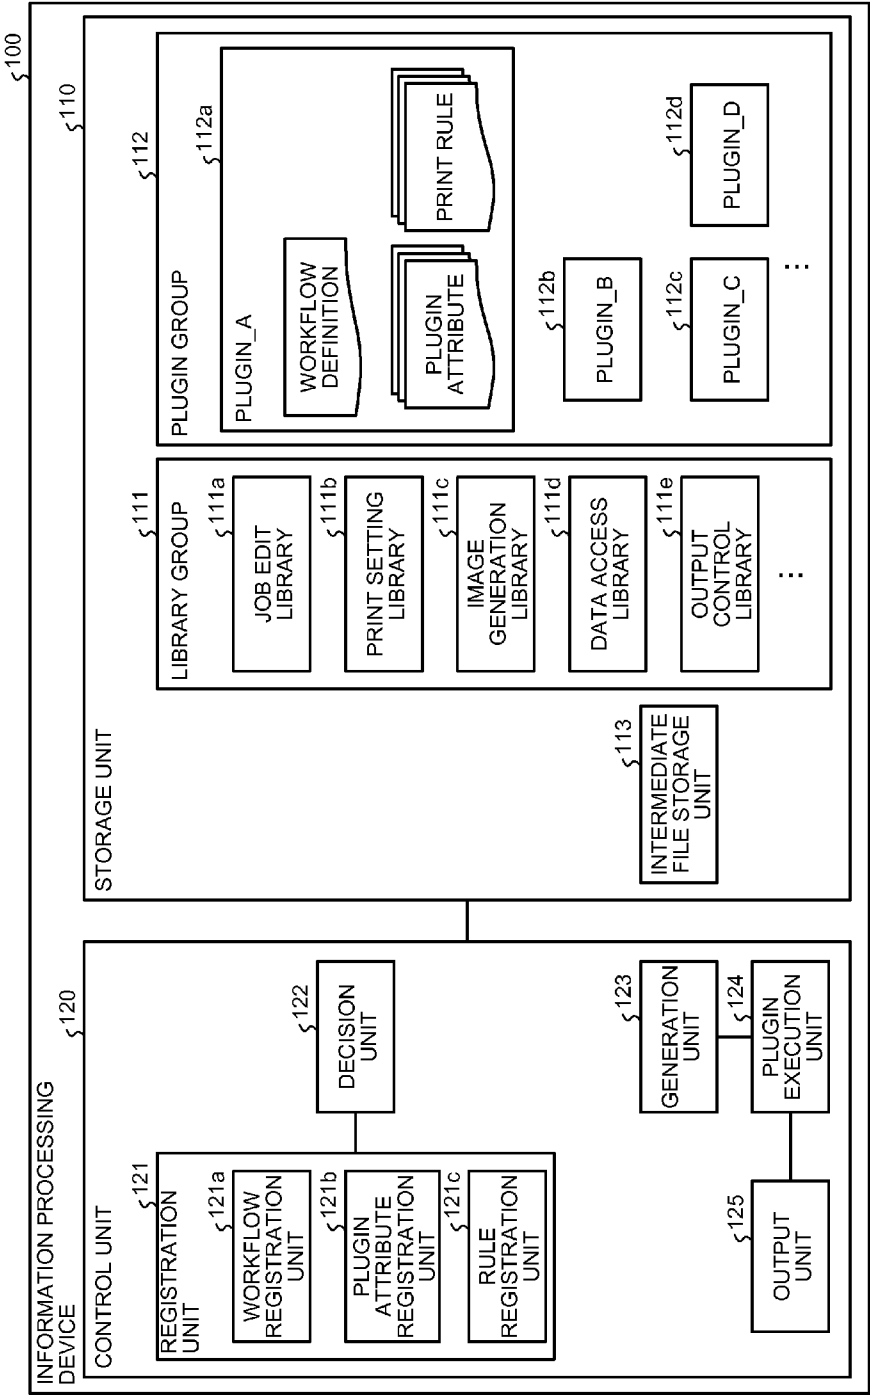 100
INFORMATION PROCESSING
DEVICE
120
CONTROL UNIT
121
REGISTRATION
UNIT
121a
WORKFLOW
REGISTRATION
UNIT
121b
PLUGIN
ATTRIBUTE
REGISTRATION
UNIT
121c
RULE
REGISTRATION
UNIT
122
DECISION
UNIT
123
GENERATION
UNIT
124
PLUGIN
EXECUTION
UNIT
125
OUTPUT
UNIT
110
STORAGE UNIT
113
INTERMEDIATE
FILE STORAGE
UNIT
111
LIBRARY GROUP
111a
JOB EDIT
LIBRARY
111b
PRINT SETTING
LIBRARY
111c
IMAGE
GENERATION
LIBRARY
111d
DATA ACCESS
LIBRARY
111e
OUTPUT
CONTROL
LIBRARY
...
112
PLUGIN GROUP
112a
PLUGIN_A
WORKFLOW
DEFINITION
PLUGIN
ATTRIBUTE
PRINT RULE
112b
PLUGIN_B
112c
PLUGIN_C
112d
PLUGIN_D
...